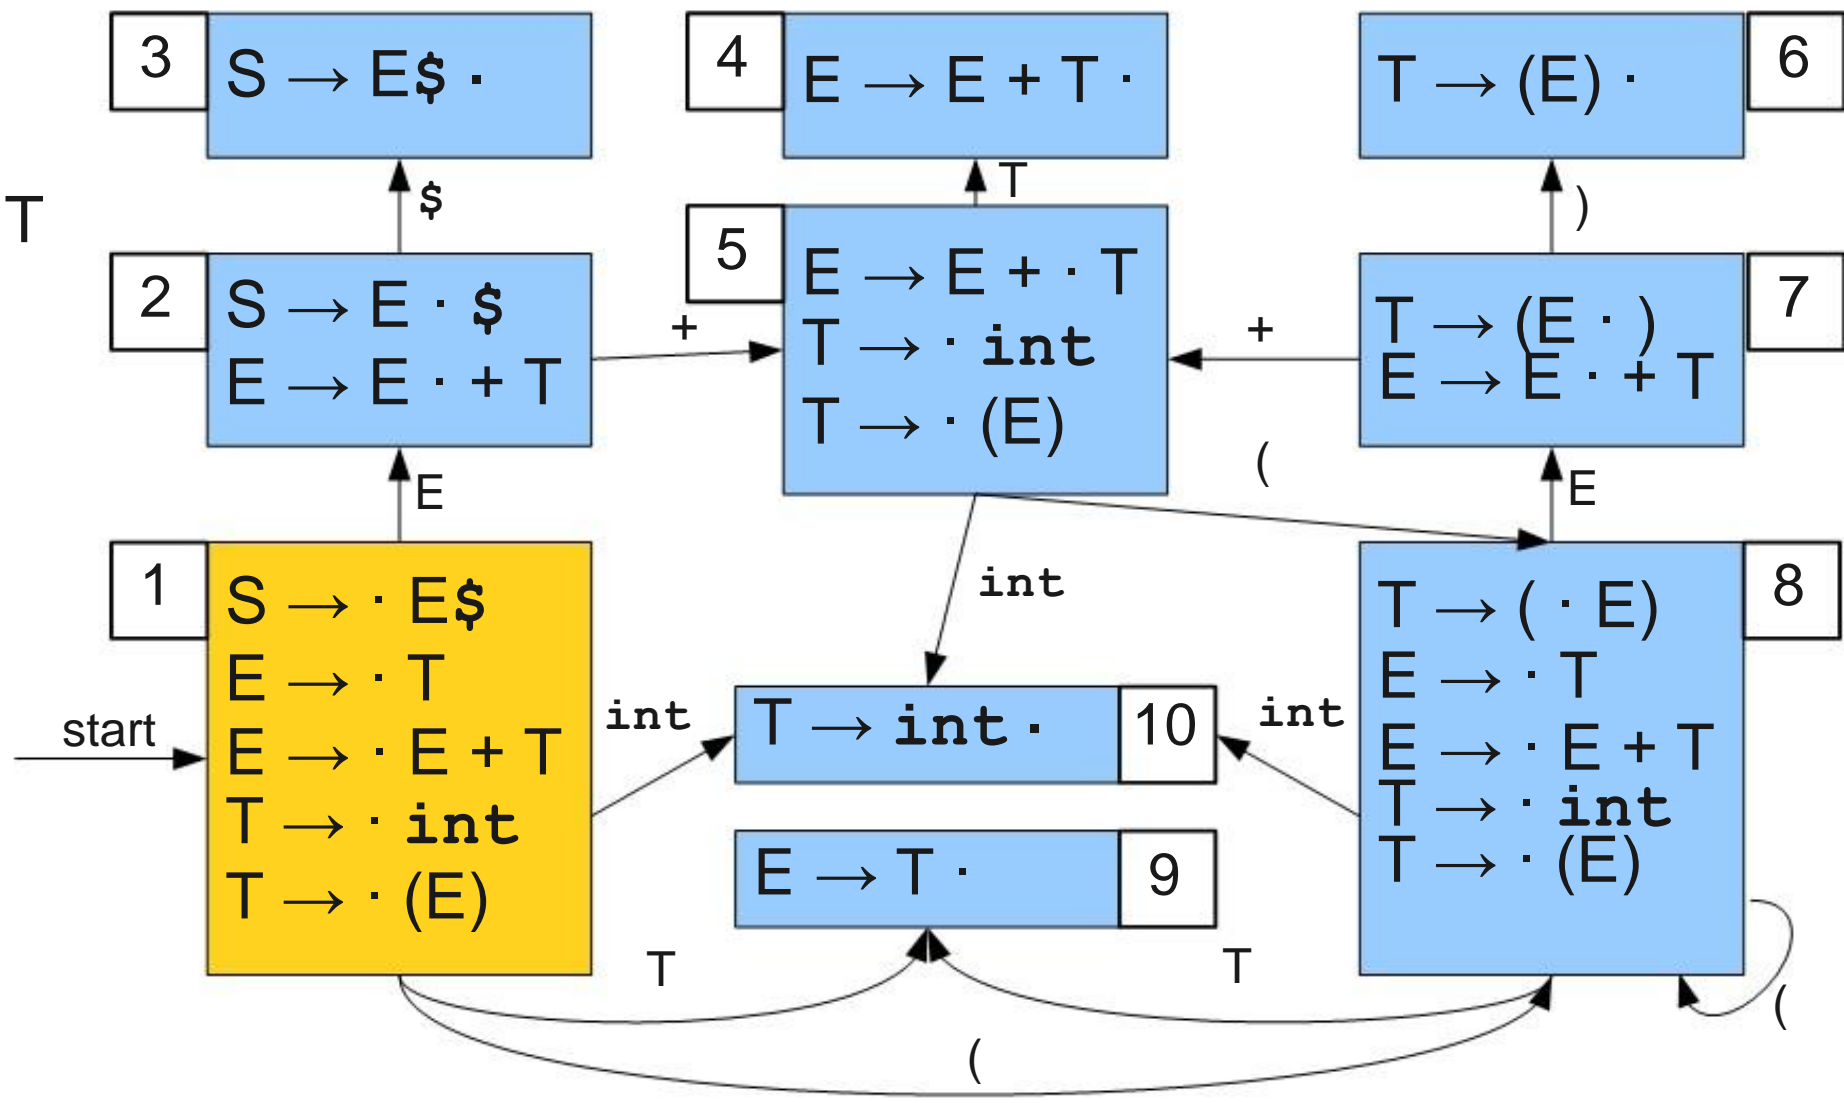 3
S → E$ ·
4
E → E + T ·
6
T → (E) ·
T
$
T
)
2
S → E · $
E → E · + T
+
5
E → E + · T
T → · int
T → · (E)
+
7
T → (E · )
E → E · + T
E
(
E
1
S → · E$
E → · T
E → · E + T
T → · int
T → · (E)
start
int
int
10
T → int ·
int
8
T → ( · E)
E → · T
E → · E + T
T → · int
T → · (E)
9
E → T ·
T
T
(
(